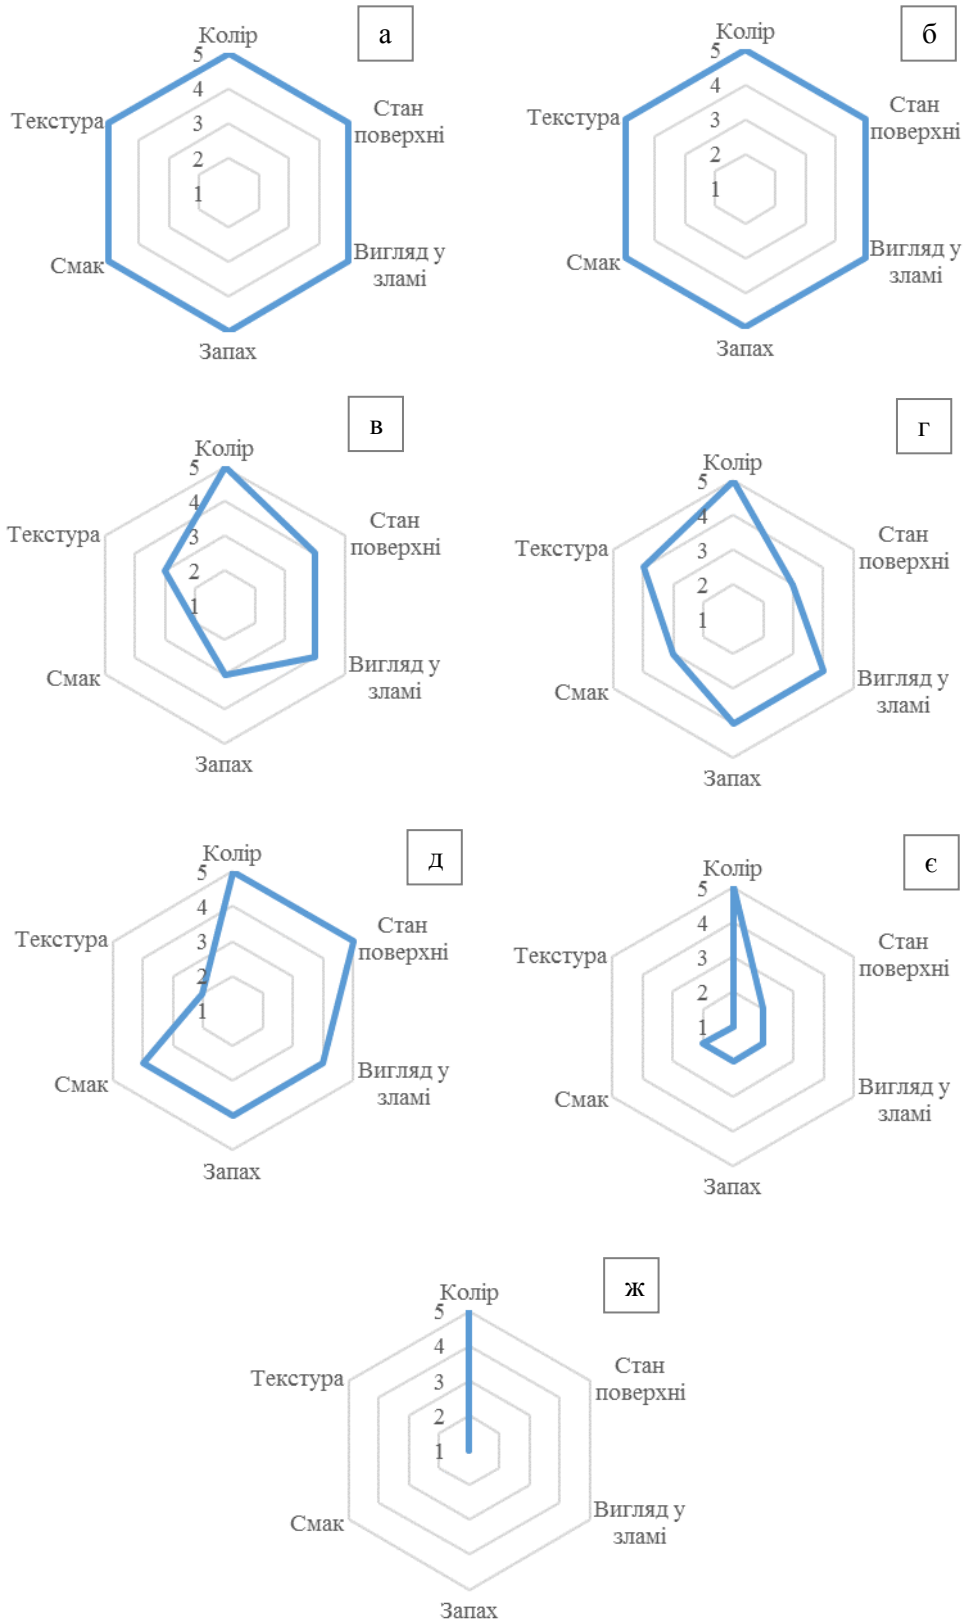 а
Колір
5
4
3
2
1
Стан
поверхні
Вигляд у
зламі
Запах
Смак
Текстура
б
Колір
5
4
3
2
1
Стан
поверхні
Вигляд у
зламі
Запах
Смак
Текстура
в
Колір
5
4
3
2
1
Стан
поверхні
Вигляд у
зламі
Запах
Смак
Текстура
г
Колір
5
4
3
2
1
Стан
поверхні
Вигляд у
зламі
Запах
Смак
Текстура
д
Колір
5
4
3
2
1
Стан
поверхні
Вигляд у
зламі
Запах
Смак
Текстура
є
Колір
5
4
3
2
1
Стан
поверхні
Вигляд у
зламі
Запах
Смак
Текстура
ж
Колір
5
4
3
2
1
Стан
поверхні
Вигляд у
зламі
Запах
Смак
Текстура